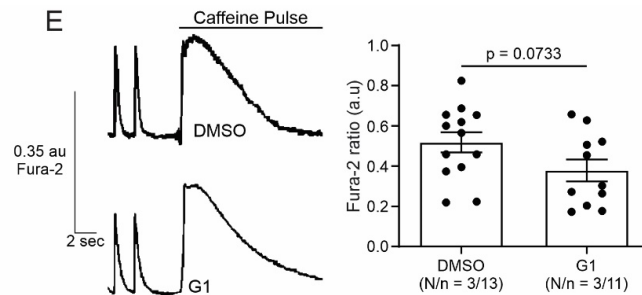 E
Caffeine Pulse
DMSO
0.35 au
Fura-2
2 sec
G1
Fura-2 ratio (a.u)
1.0
0.8
0.6
0.4
0.2
0.0
p = 0.0733
DMSO
(N/n = 3/13)
G1
(N/n = 3/11)